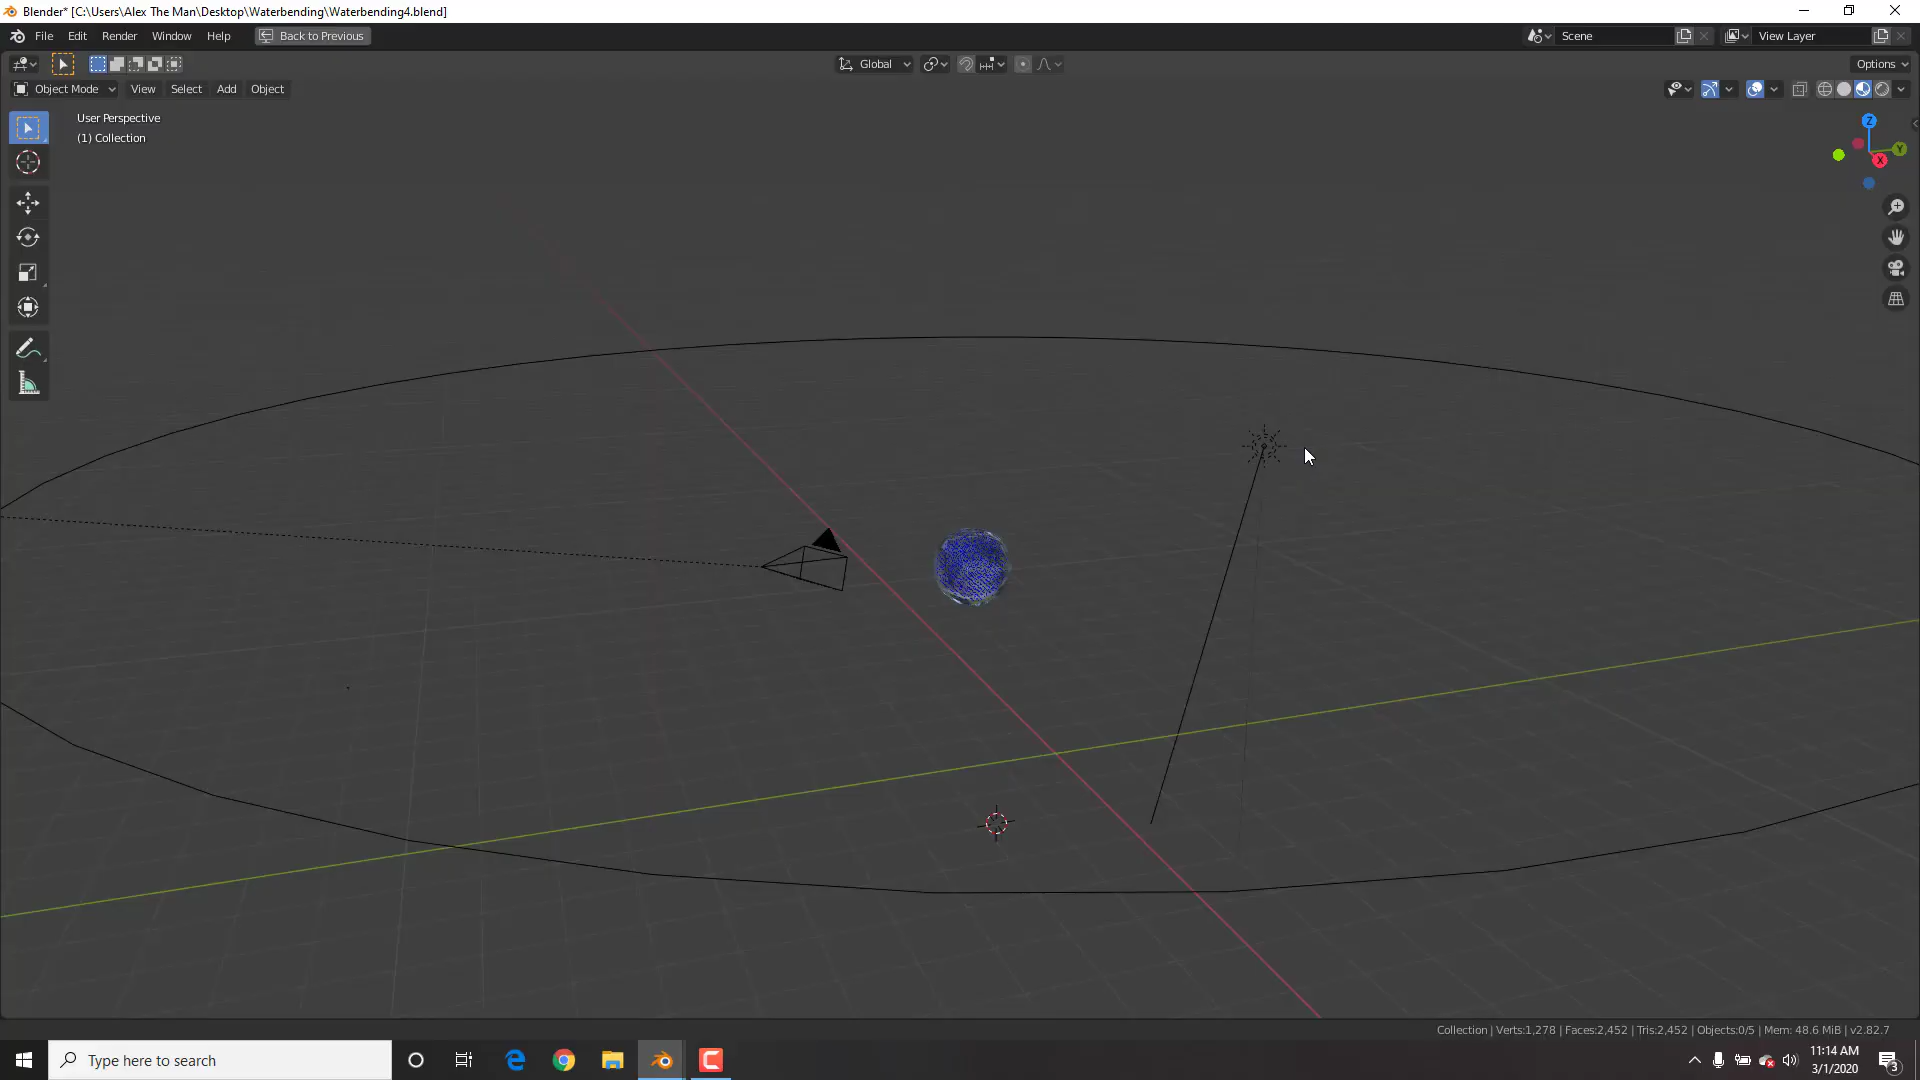 Blender* [C:\Users\Alex The Man\Desktop\Waterbending\Waterbending4.blend]
File Edit Render Window Help Back to Previous
Scene View Layer
Global Options
Object Mode View Select Add Object
User Perspective
(1) Collection
Z
Y
X
Collection | Verts:1,278 | Faces:2,452 | Tris:2,452 | Objects:0/5 | Mem: 48.6 MiB | v2.82.7
Type here to search
11:14 AM
3/1/2020
3